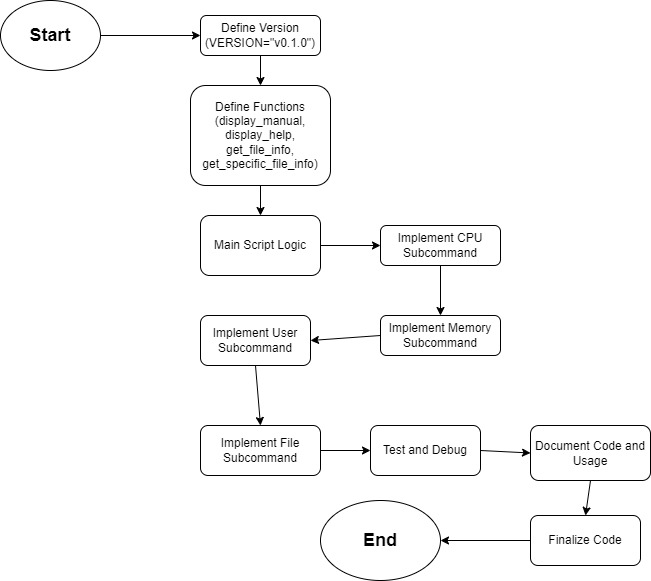 Start
Define Version
(VERSION="v0.1.0")
Define Functions
(display_manual,
display_help,
get_file_info,
get_specific_file_info)
Main Script Logic
Implement CPU
Subcommand
Implement Memory
Subcommand
Implement User
Subcommand
Implement File
Subcommand
Test and Debug
Document Code and
Usage
Finalize Code
End